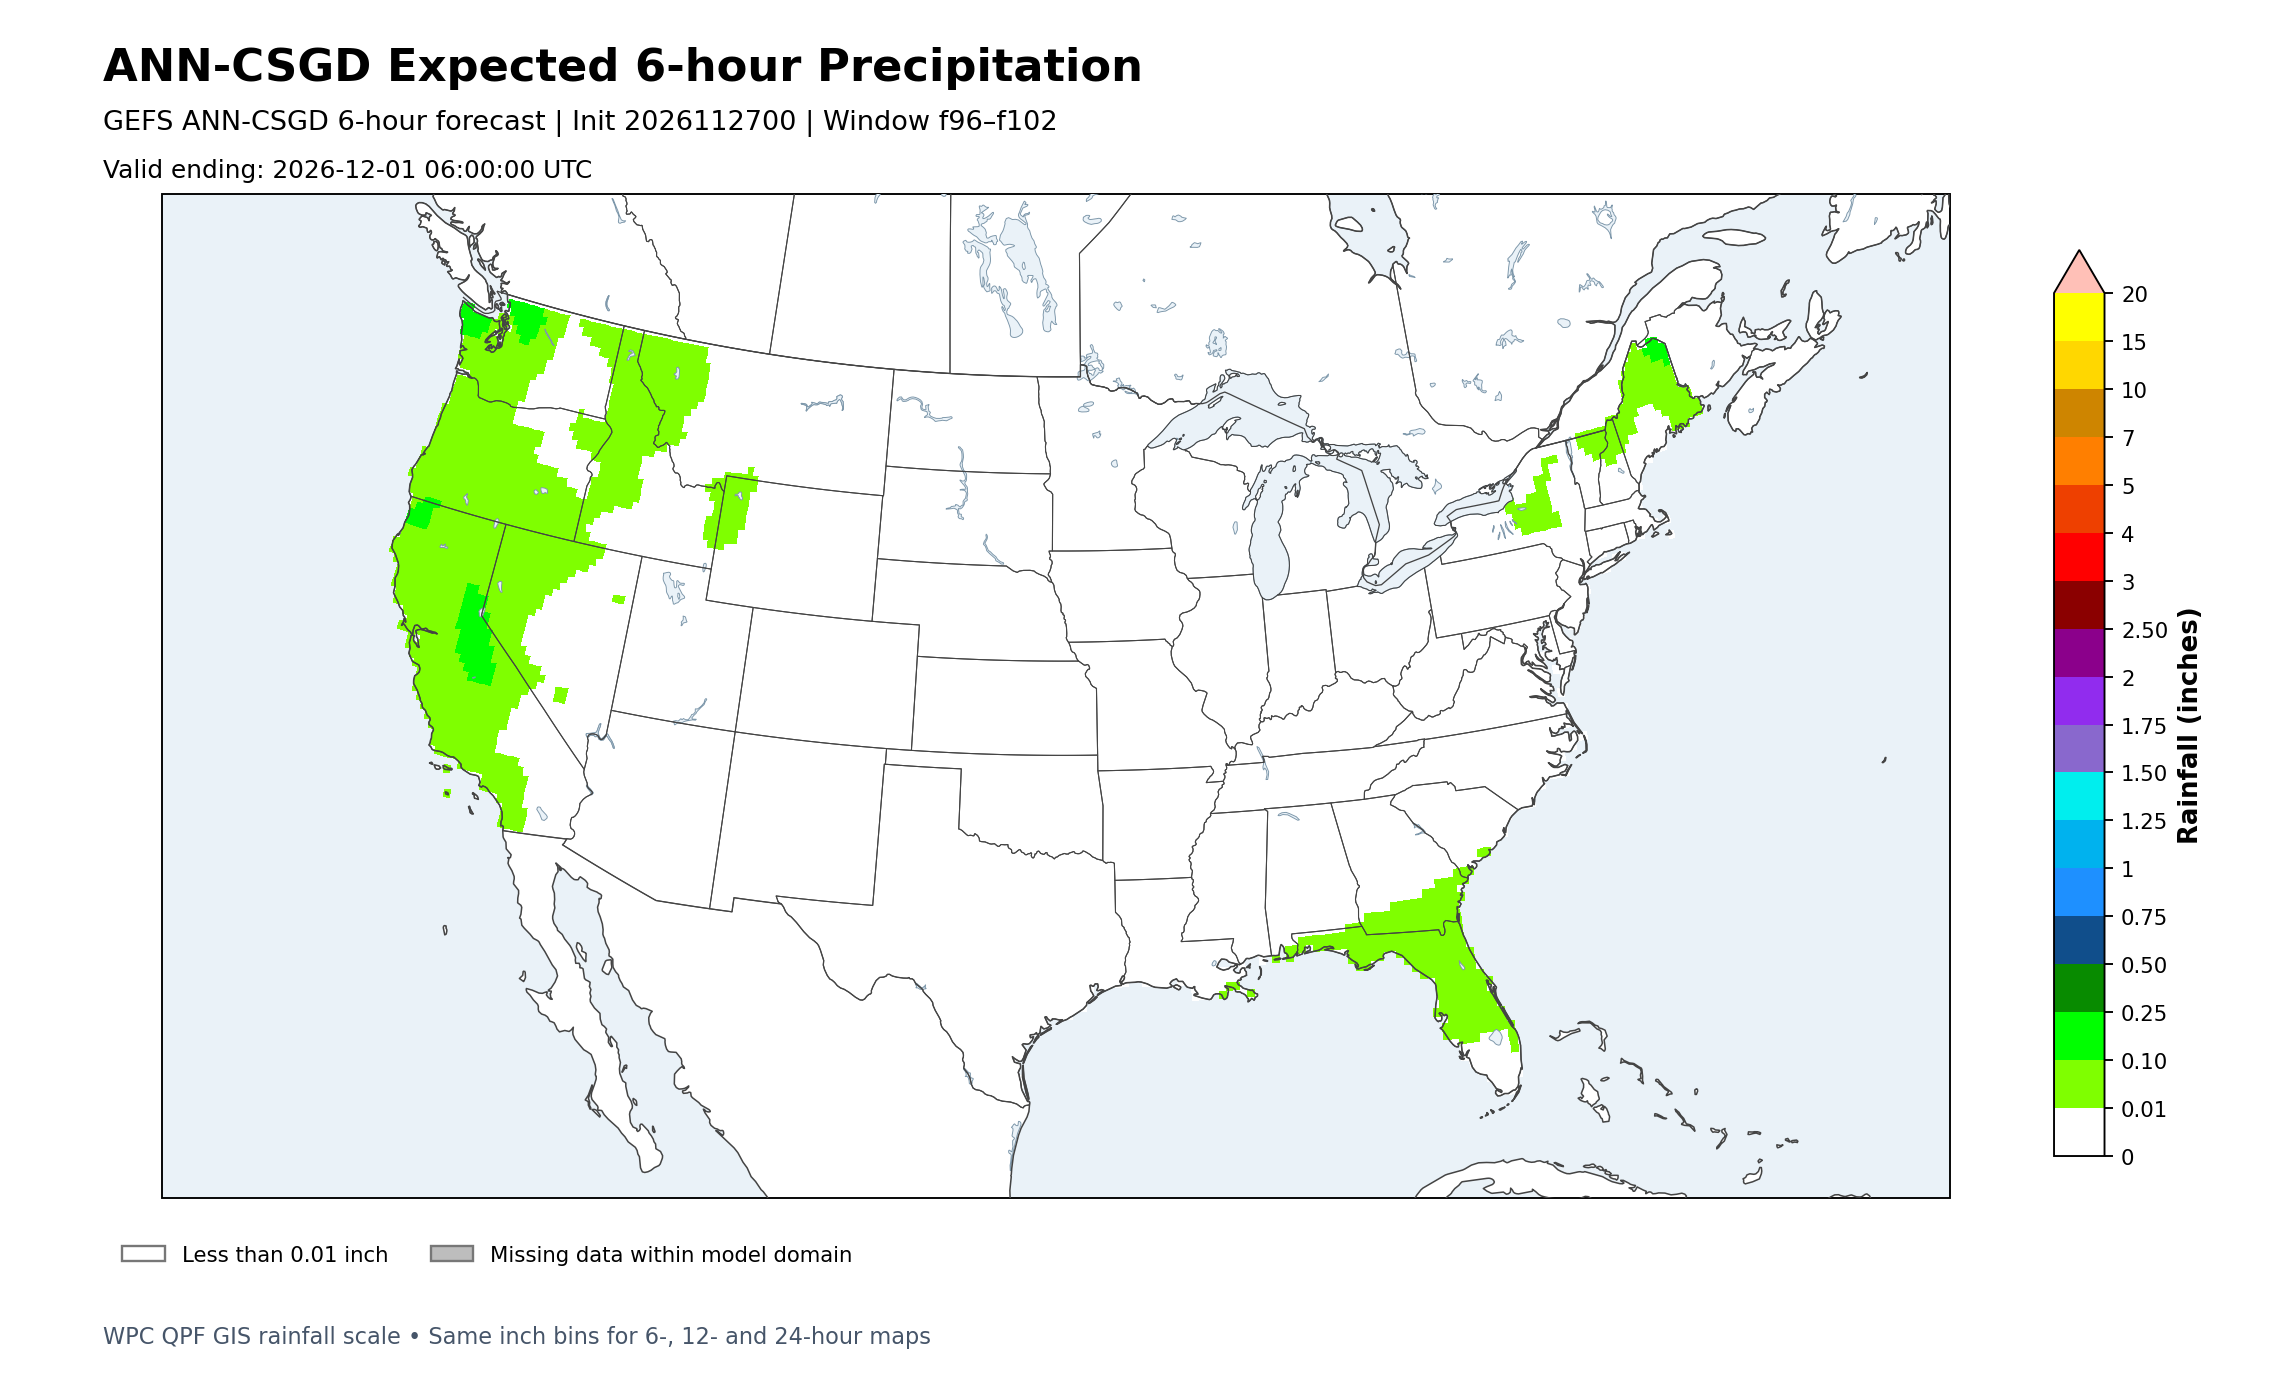 ANN-CSGD Expected 6-hour Precipitation
GEFS ANN-CSGD 6-hour forecast | Init 2026112700 | Window f96–f102
Valid ending: 2026-12-01 06:00:00 UTC
20
15
10
7
5
4
3
2.50
2
1.75
1.50
1.25
1
0.75
0.50
0.25
0.10
0.01
0
Rainfall (inches)
Less than 0.01 inch
Missing data within model domain
WPC QPF GIS rainfall scale • Same inch bins for 6-, 12- and 24-hour maps